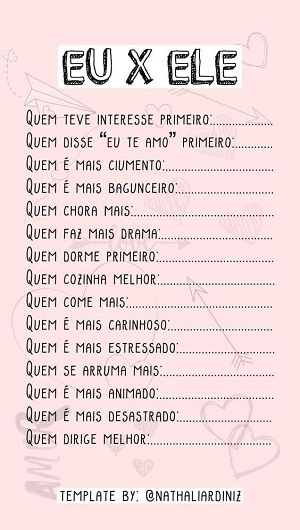 EU X ELE
QUEM TEVE INTERESSE PRIMEIRO:..................
QUEM DISSE “EU TE AMO” PRIMEIRO:...........
QUEM É MAIS CIUMENTO:................................
QUEM É MAIS BAGUNCEIRO:............................
QUEM CHORA MAIS:.........................................
QUEM FAZ MAIS DRAMA:.................................
QUEM DORME PRIMEIRO:.................................
QUEM COZINHA MELHOR:.................................
QUEM COME MAIS:...........................................
QUEM É MAIS CARINHOSO:..............................
QUEM É MAIS ESTRESSADO:...........................
QUEM SE ARRUMA MAIS:.................................
QUEM É MAIS ANIMADO:.................................
QUEM É MAIS DESASTRADO:...........................
QUEM DIRIGE MELHOR:...................................
AMOR
TEMPLATE BY: @NATHALIARDINIZ